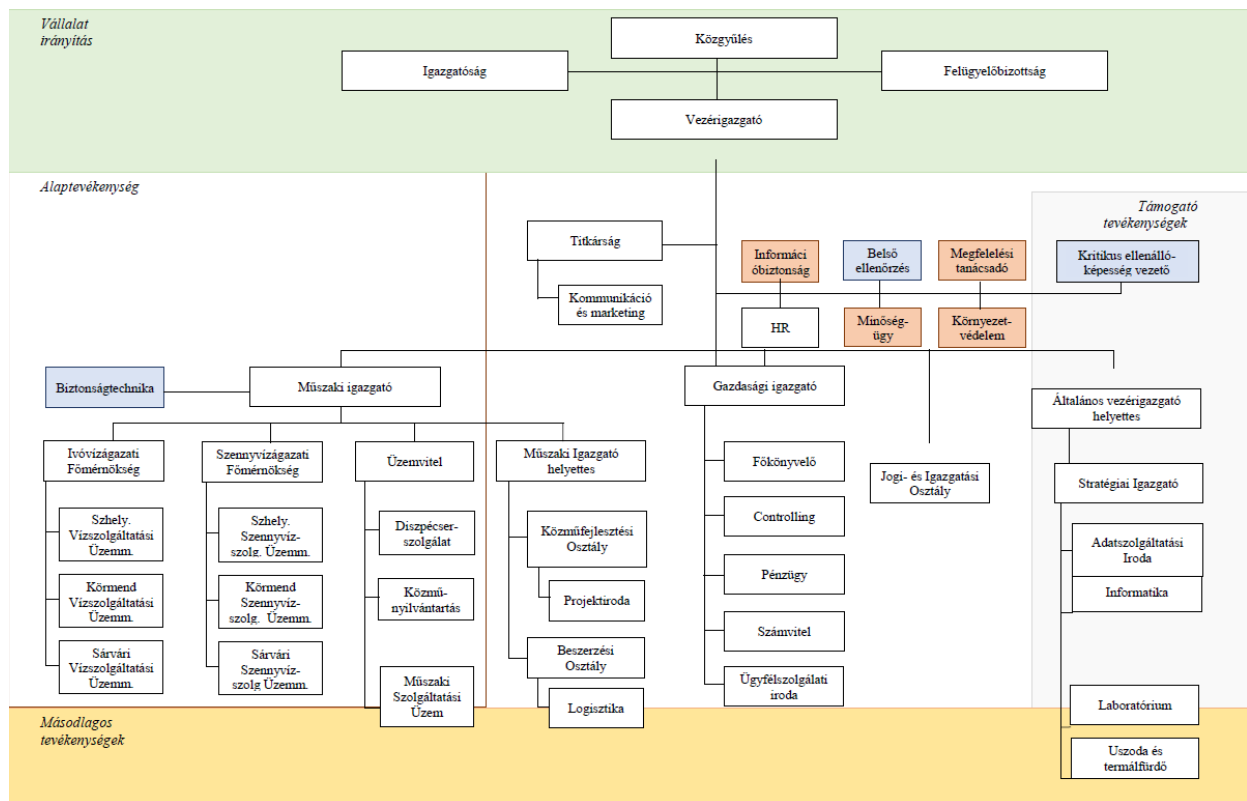 Vállalat
irányítás
Közgyűlés
Igazgatóság
Felügyelőbizottság
Vezérigazgató
Alaptevékenység
Támogató
tevékenységek
Titkárság
Informáci
óbiztonság
Belső
ellenőrzés
Megfelelési
tanácsadó
Kritikus ellenálló-
képesség vezető
Kommunikáció
és marketing
HR
Minőség-
ügy
Környezet-
védelem
Biztonságtechnika
Műszaki igazgató
Gazdasági igazgató
Általános vezérigazgató
helyettes
Ivóvízágazati
Főmérnökség
Szennyvízágazati
Főmérnökség
Üzemvitel
Műszaki Igazgató
helyettes
Főkönyvelő
Jogi- és Igazgatási
Osztály
Stratégiai Igazgató
Szhely.
Vízszolgáltatási
Üzemm.
Szhely.
Szennyvíz-
szolg. Üzemm.
Diszpécser-
szolgálat
Közműfejlesztési
Osztály
Controlling
Adatszolgáltatási
Iroda
Körmend
Vízszolgáltatási
Üzemm.
Körmend
Szennyvíz-
szolg. Üzemm.
Közmű-
nyilvántartás
Projektiroda
Pénzügy
Informatika
Sárvári
Vízszolgáltatási
Üzemm.
Sárvári
Szennyvíz-
szolg Üzemm.
Műszaki
Szolgáltatási
Üzem
Beszerzési
Osztály
Logisztika
Számvitel
Ügyfélszolgálati
iroda
Laboratórium
Uszoda és
termálfürdő
Másodlagos
tevékenységek